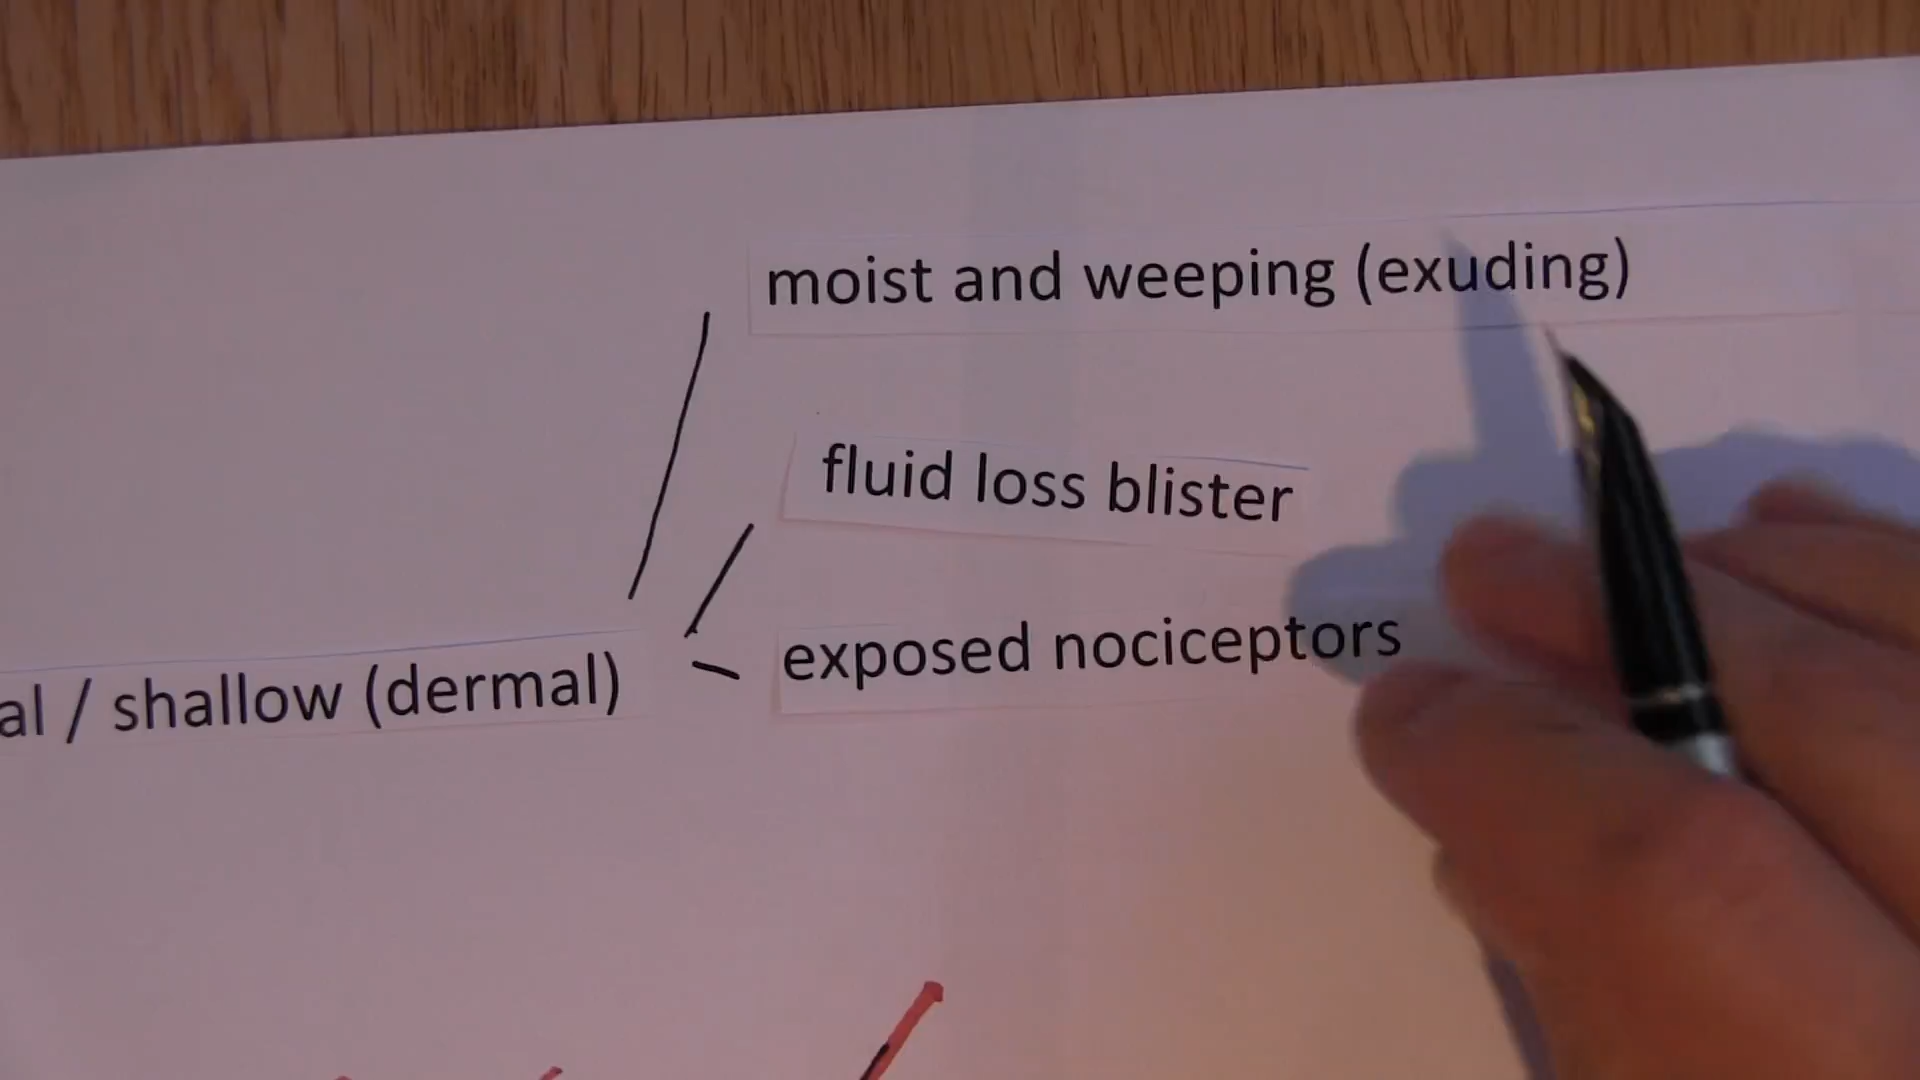 moist and weeping (exuding)
fluid loss blister
exposed nociceptors
al / shallow (dermal)